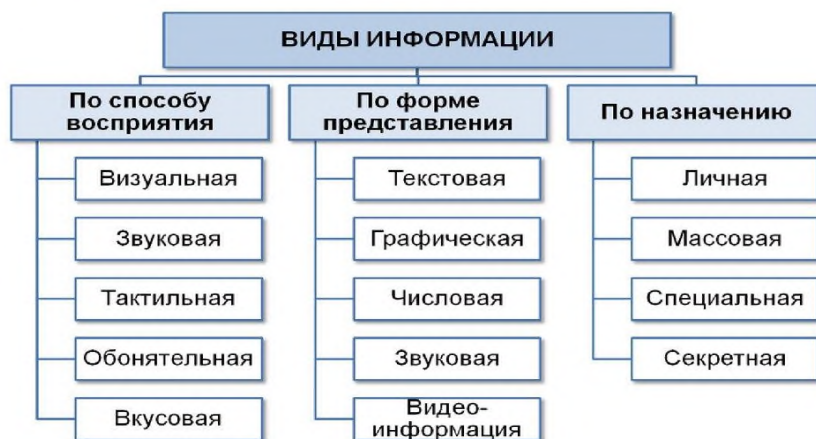 ВИДЫ ИНФОРМАЦИИ
По способу
восприятия
Визуальная
Звуковая
Тактильная
Обонятельная
Вкусовая
По форме
представления
Текстовая
Графическая
Числовая
Звуковая
Видео-
информация
По назначению
Личная
Массовая
Специальная
Секретная